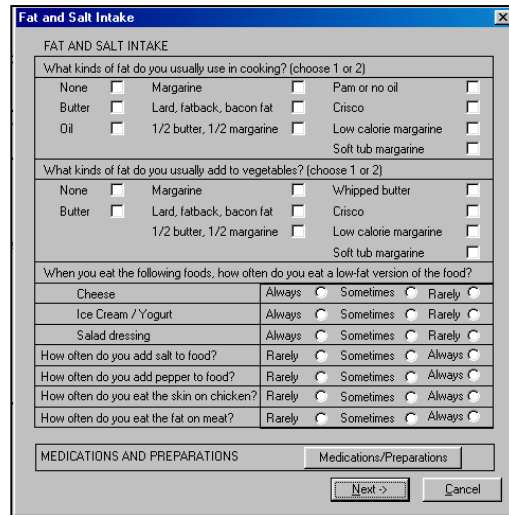 Fat and Salt Intake
FAT AND SALT INTAKE
What kinds of fat do you usually use in cooking? (choose 1 or 2)
None Margarine Pam or no oil
Butter Lard, fatback, bacon fat Crisco
Oil 1/2 butter, 1/2 margarine Low calorie margarine
Soft tub margarine
What kinds of fat do you usually add to vegetables? (choose 1 or 2)
None Margarine Whipped butter
Butter Lard, fatback, bacon fat Crisco
1/2 butter, 1/2 margarine Low calorie margarine
Soft tub margarine
When you eat the following foods, how often do you eat a low-fat version of the food?
Cheese Always Sometimes Rarely
Ice Cream / Yogurt Always Sometimes Rarely
Salad dressing Always Sometimes Rarely
How often do you add salt to food? Rarely Sometimes Always
How often do you add pepper to food? Rarely Sometimes Always
How often do you eat the skin on chicken? Rarely Sometimes Always
How often do you eat the fat on meat? Rarely Sometimes Always
MEDICATIONS AND PREPARATIONS Medications/Preparations
Next -> Cancel